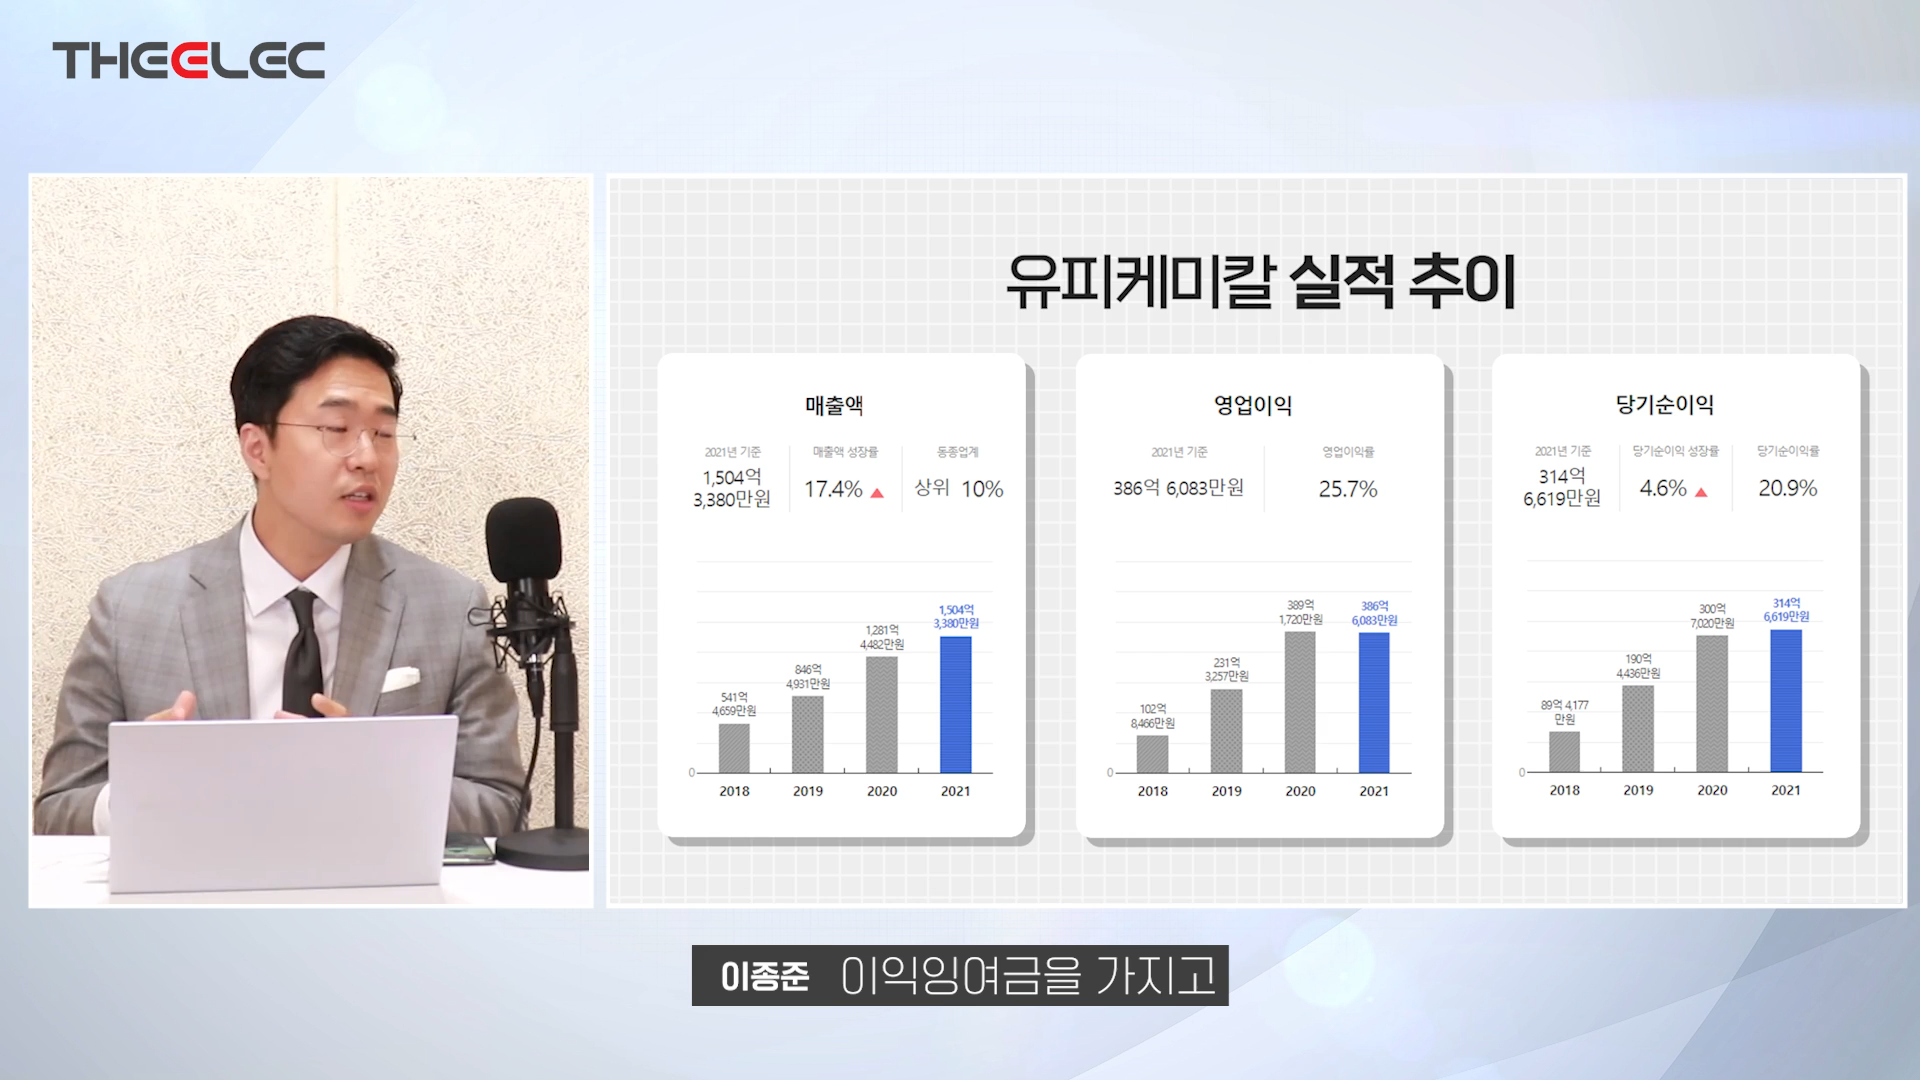 THEELEC
유피케미칼 실적 추이
매출액
2021년 기준
1,504억
3,380만원
매출액 성장률
17.4% ▲
동종업계
상위 10%
541억
4,659만원
846억
4,931만원
1,281억
4,482만원
1,504억
3,380만원
0
2018 2019 2020 2021
영업이익
2021년 기준
386억 6,083만원
영업이익률
25.7%
102억
8,466만원
231억
3,257만원
389억
1,720만원
386억
6,083만원
0
2018 2019 2020 2021
당기순이익
2021년 기준
314억
6,619만원
당기순이익 성장률
4.6% ▲
당기순이익률
20.9%
89억 4,177
만원
190억
4,436만원
300억
7,020만원
314억
6,619만원
0
2018 2019 2020 2021
이종준 이익잉여금을 가지고